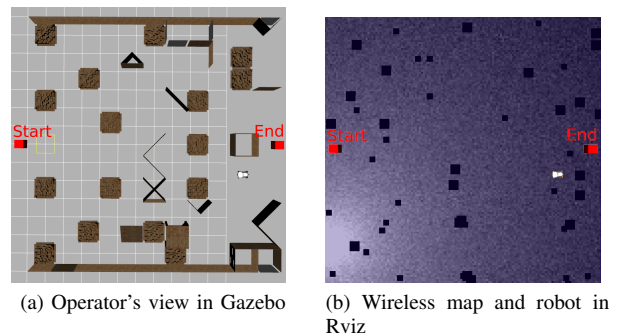 Start
End
Start
End
(a) Operator's view in Gazebo
(b) Wireless map and robot in
Rviz